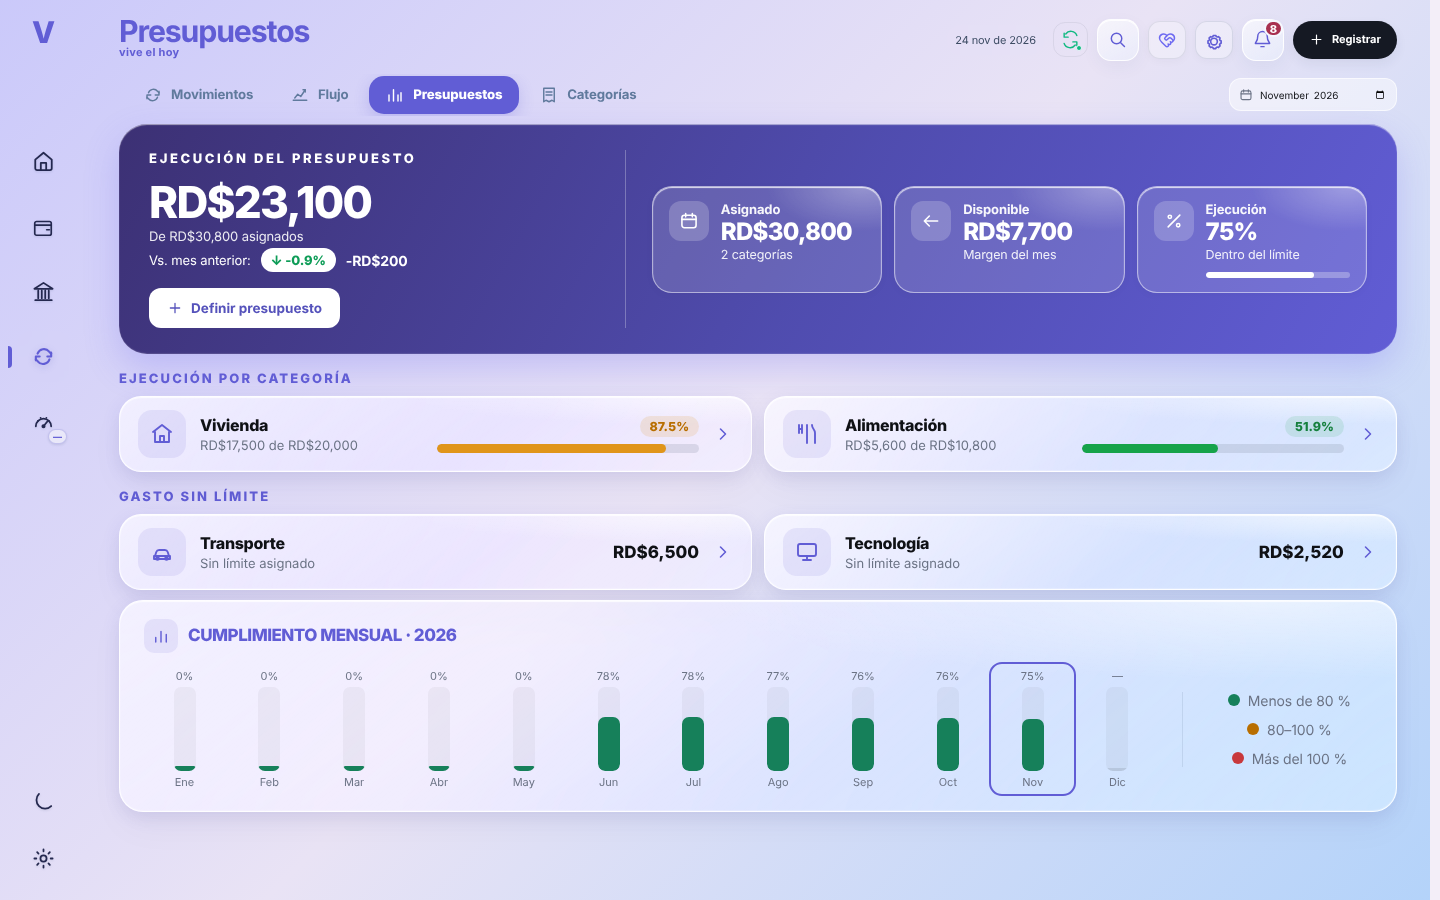 V
Presupuestos
vive el hoy
24 nov de 2026
8
Registrar
Movimientos
Flujo
Presupuestos
Categorías
November 2026
EJECUCIÓN DEL PRESUPUESTO
RD$23,100
De RD$30,800 asignados
Vs. mes anterior: ↓ -0.9% -RD$200
+ Definir presupuesto
Asignado
RD$30,800
2 categorías
Disponible
RD$7,700
Margen del mes
Ejecución
75%
Dentro del límite
EJECUCIÓN POR CATEGORÍA
Vivienda
RD$17,500 de RD$20,000
87.5%
Alimentación
RD$5,600 de RD$10,800
51.9%
GASTO SIN LÍMITE
Transporte
Sin límite asignado
RD$6,500
Tecnología
Sin límite asignado
RD$2,520
CUMPLIMIENTO MENSUAL · 2026
0% 0% 0% 0% 0% 78% 78% 77% 76% 76% 75% —
Ene Feb Mar Abr May Jun Jul Ago Sep Oct Nov Dic
Menos de 80 %
80–100 %
Más del 100 %